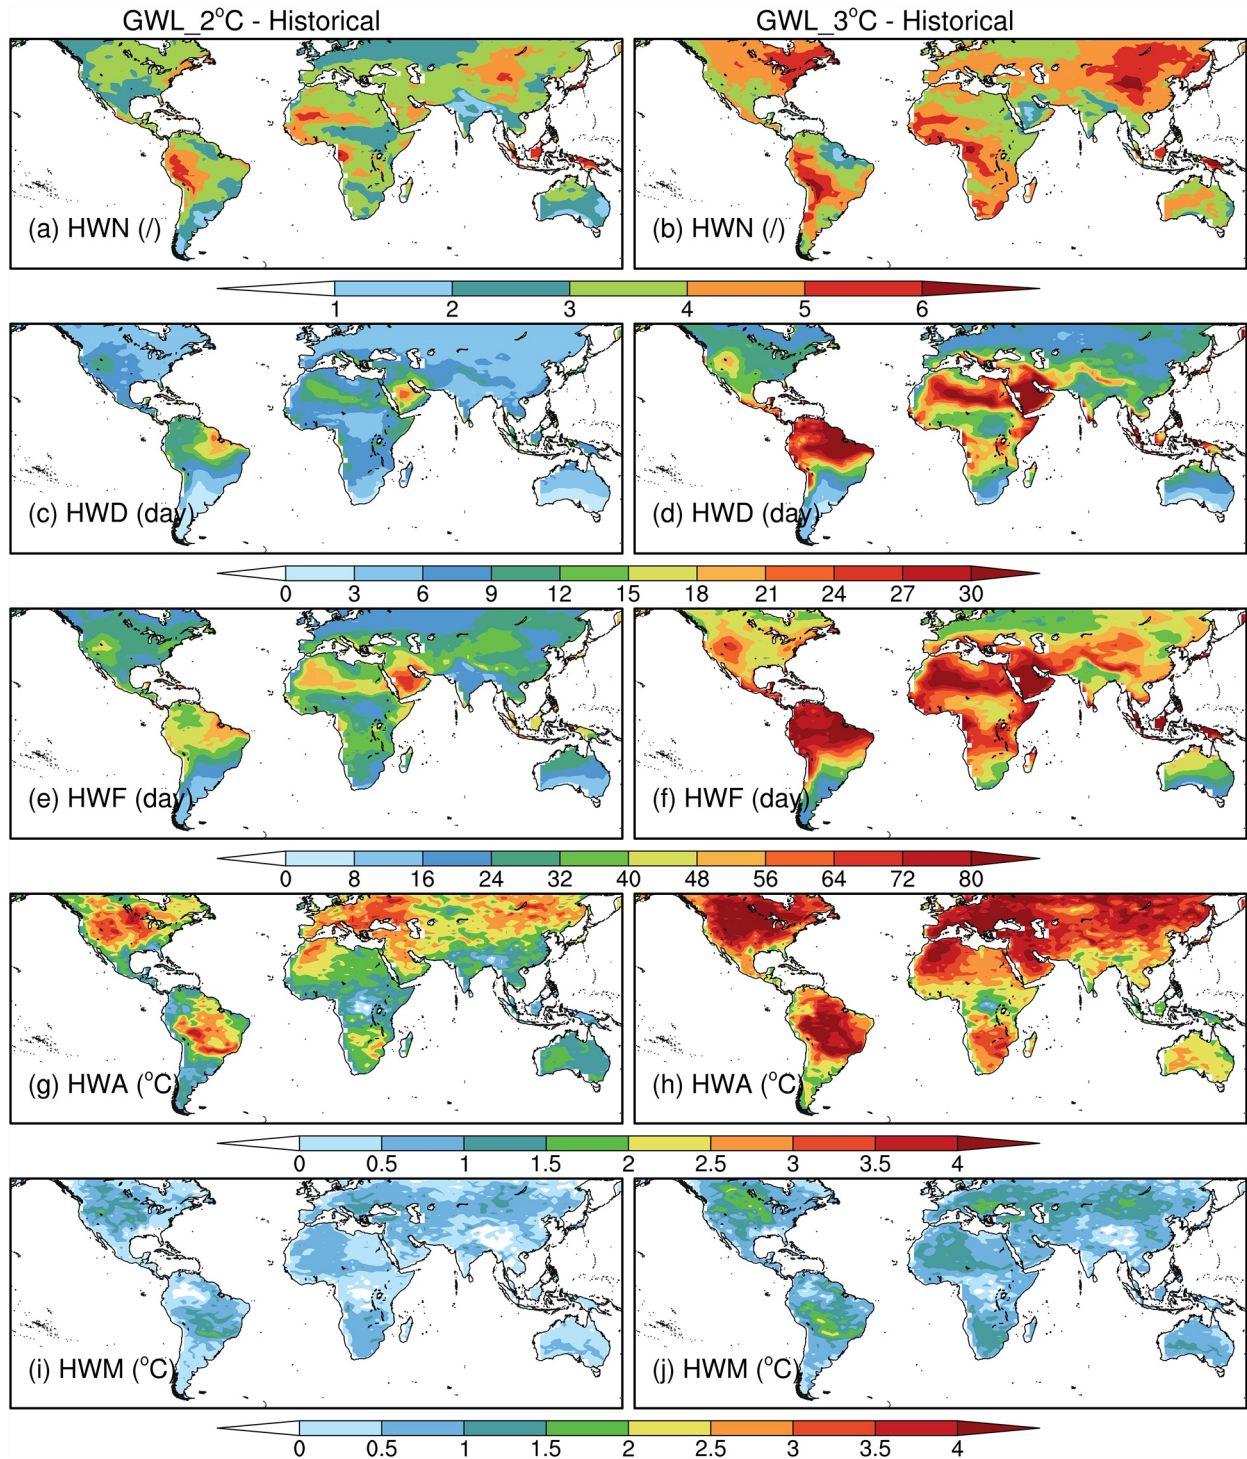 GWL_2°C - Historical
GWL_3°C - Historical
(a) HWN (/)
(b) HWN (/)
1 2 3 4 5 6
(c) HWD (day)
(d) HWD (day)
0 3 6 9 12 15 18 21 24 27 30
(e) HWF (day)
(f) HWF (day)
0 8 16 24 32 40 48 56 64 72 80
(g) HWA (°C)
(h) HWA (°C)
0 0.5 1 1.5 2 2.5 3 3.5 4
(i) HWM (°C)
(j) HWM (°C)
0 0.5 1 1.5 2 2.5 3 3.5 4